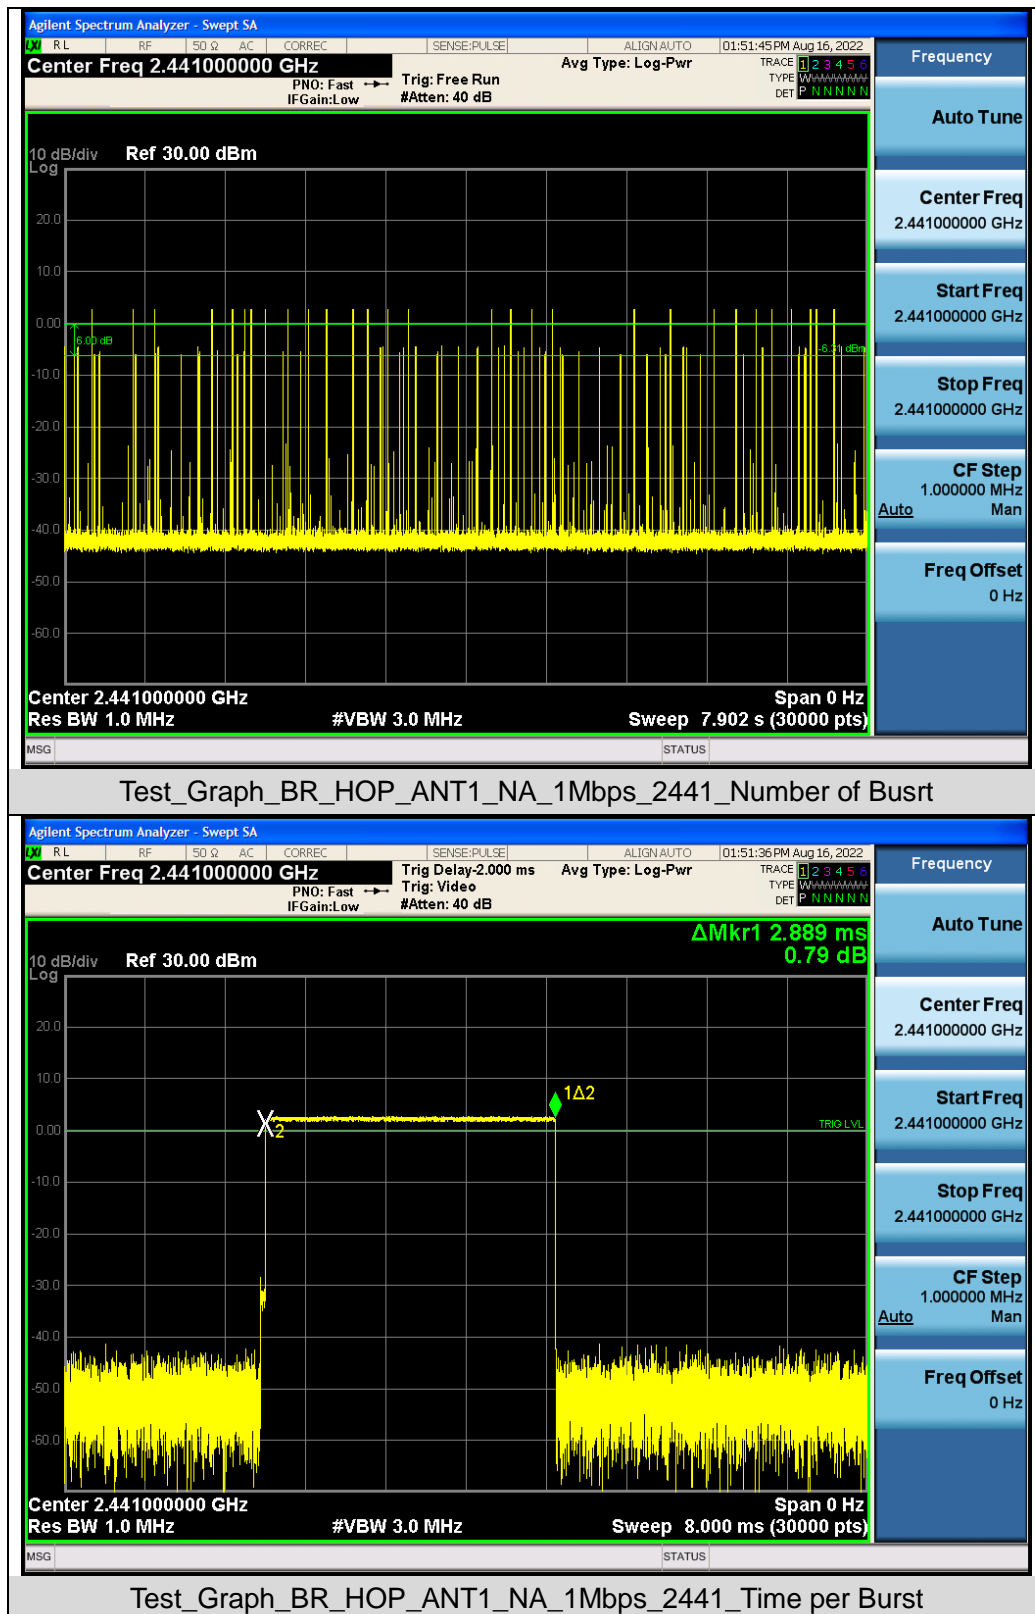 Agilent Spectrum Analyzer - Swept SA
LXI RL RF 50 Ω AC CORREC SENSE:PULSE ALIGN AUTO 01:51:45 PM Aug 16, 2022
Center Freq 2.441000000 GHz
PNO: Fast
IFGain:Low
Trig: Free Run
#Atten: 40 dB
Avg Type: Log-Pwr
TRACE 1 2 3 4 5 6
TYPE
DET P N N N N N
10 dB/div
Log
Ref 30.00 dBm
20.0
10.0
0.00
6.00 dB
-6.31 dBm
-10.0
-20.0
-30.0
-40.0
-50.0
-60.0
Center 2.441000000 GHz Span 0 Hz
Res BW 1.0 MHz #VBW 3.0 MHz Sweep 7.902 s (30000 pts)
MSG STATUS
Frequency
Auto Tune
Center Freq
2.441000000 GHz
Start Freq
2.441000000 GHz
Stop Freq
2.441000000 GHz
CF Step
1.000000 MHz
Auto Man
Freq Offset
0 Hz
Test_Graph_BR_HOP_ANT1_NA_1Mbps_2441_Number of Busrt
Agilent Spectrum Analyzer - Swept SA
LXI RL RF 50 Ω AC CORREC SENSE:PULSE ALIGN AUTO 01:51:36 PM Aug 16, 2022
Center Freq 2.441000000 GHz
PNO: Fast
IFGain:Low
Trig Delay-2.000 ms
Trig: Video
#Atten: 40 dB
Avg Type: Log-Pwr
TRACE 1 2 3 4 5 6
TYPE
DET P N N N N N
ΔMkr1 2.889 ms
0.79 dB
10 dB/div
Log
Ref 30.00 dBm
20.0
10.0
1Δ2
2
TRIG LVL
0.00
-10.0
-20.0
-30.0
-40.0
-50.0
-60.0
Center 2.441000000 GHz Span 0 Hz
Res BW 1.0 MHz #VBW 3.0 MHz Sweep 8.000 ms (30000 pts)
MSG STATUS
Frequency
Auto Tune
Center Freq
2.441000000 GHz
Start Freq
2.441000000 GHz
Stop Freq
2.441000000 GHz
CF Step
1.000000 MHz
Auto Man
Freq Offset
0 Hz
Test_Graph_BR_HOP_ANT1_NA_1Mbps_2441_Time per Burst